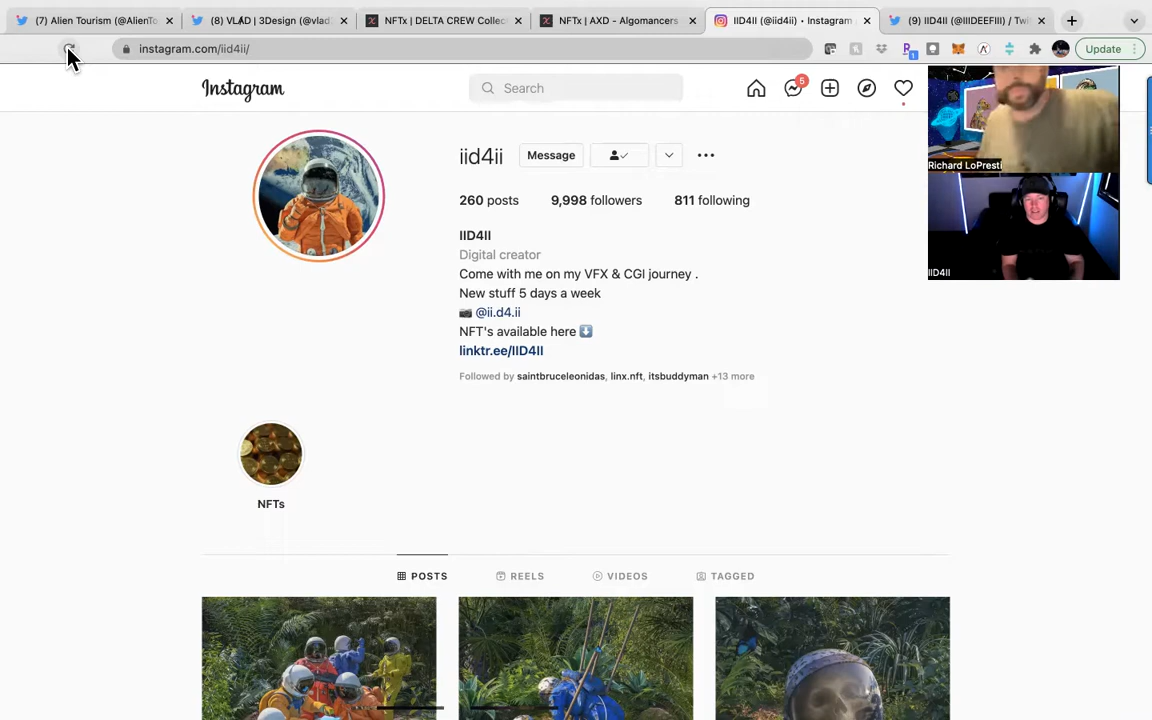 (7) Alien Tourism (@AlienTo
(8) VLAD | 3Design (@vlad
NFTx | DELTA CREW Collec
NFTx | AXD - Algomancers
IID4II (@iid4ii) • Instagram
(9) IID4II (@IIIDEEFIII) / Twi
instagram.com/iid4ii/
1
Update
Instagram
Search
5
iid4ii
Message
260 posts
9,998 followers
811 following
IID4II
Digital creator
Come with me on my VFX & CGI journey .
New stuff 5 days a week
@ii.d4.ii
NFT's available here
linktr.ee/IID4II
Followed by saintbruceleonidas, linx.nft, itsbuddyman +13 more
NFTs
POSTS
REELS
VIDEOS
TAGGED
Richard LoPresti
IID4II